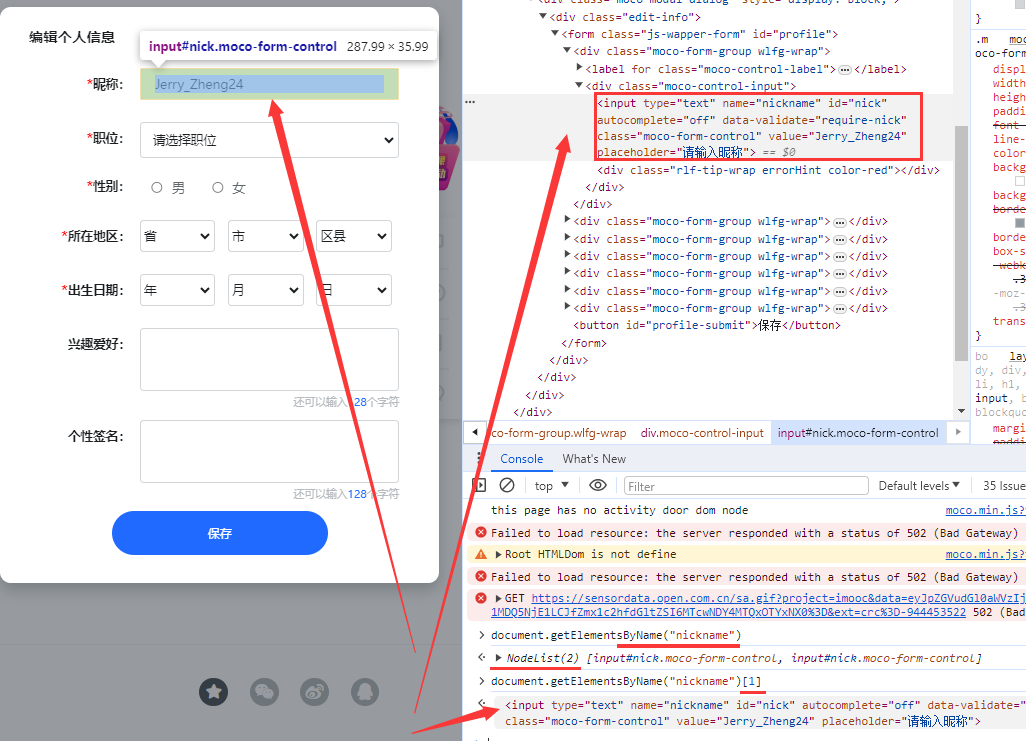 编辑个人信息
input#nick.moco-form-control 287.99 × 35.99
*昵称:
Jerry_Zheng24
*职位:
请选择职位
*性别:
男
女
*所在地区:
省
市
区县
*出生日期:
年
月
日
兴趣爱好:
还可以输入128个字符
个性签名:
还可以输入128个字符
保存
<div class="edit-info">
<form class="js-wapper-form" id="profile">
<div class="moco-form-group wlfg-wrap">
<label for class="moco-control-label">⋯</label>
<div class="moco-control-input">
<input type="text" name="nickname" id="nick"
autocomplete="off" data-validate="require-nick"
class="moco-form-control" value="Jerry_Zheng24"
placeholder="请输入昵称"> == $0
<div class="rlf-tip-wrap errorHint color-red"></div>
</div>
</div>
<div class="moco-form-group wlfg-wrap">⋯</div>
<div class="moco-form-group wlfg-wrap">⋯</div>
<div class="moco-form-group wlfg-wrap">⋯</div>
<div class="moco-form-group wlfg-wrap">⋯</div>
<div class="moco-form-group wlfg-wrap">⋯</div>
<div class="moco-form-group wlfg-wrap">⋯</div>
<button id="profile-submit">保存</button>
</form>
</div>
</div>
</div>
</div>
co-form-group.wlfg-wrap div.moco-control-input input#nick.moco-form-control
Console What's New
top Filter Default levels 35 Issue
this page has no activity door dom node moco.min.js?
Failed to load resource: the server responded with a status of 502 (Bad Gateway)
Root HTMLDom is not define moco.min.js?
Failed to load resource: the server responded with a status of 502 (Bad Gateway)
GET https://sensordata.open.com.cn/sa.gif?project=imooc&data=eyJpZGVudGl0aWVzIj
1MDQ5NjE1LCJfZmxlc2hfdGltZSI6MTcwNDY4MTQxOTYxNX0%3D&ext=crc%3D-944453522 502 (Bad
document.getElementsByName("nickname")
NodeList(2) [input#nick.moco-form-control, input#nick.moco-form-control]
document.getElementsByName("nickname")[1]
<input type="text" name="nickname" id="nick" autocomplete="off" data-validate="
class="moco-form-control" value="Jerry_Zheng24" placeholder="请输入昵称">
}
.m moc
oco-form-
displ
width
heigh
paddi
font
line-
color
backg
backg
borde
borde
box-s
-webk
-moz-
trans
}
bo lay
dy, div,
li, h1,
input, b
blockquo
margi
paddi